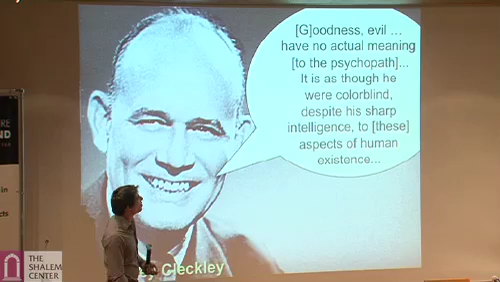 [G]oodness, evil ...
have no actual meaning
[to the psychopath]...
It is as though he
were colorblind,
despite his sharp
intelligence, to [these]
aspects of human
existence...
Cleckley
THE
SHALEM
CENTER